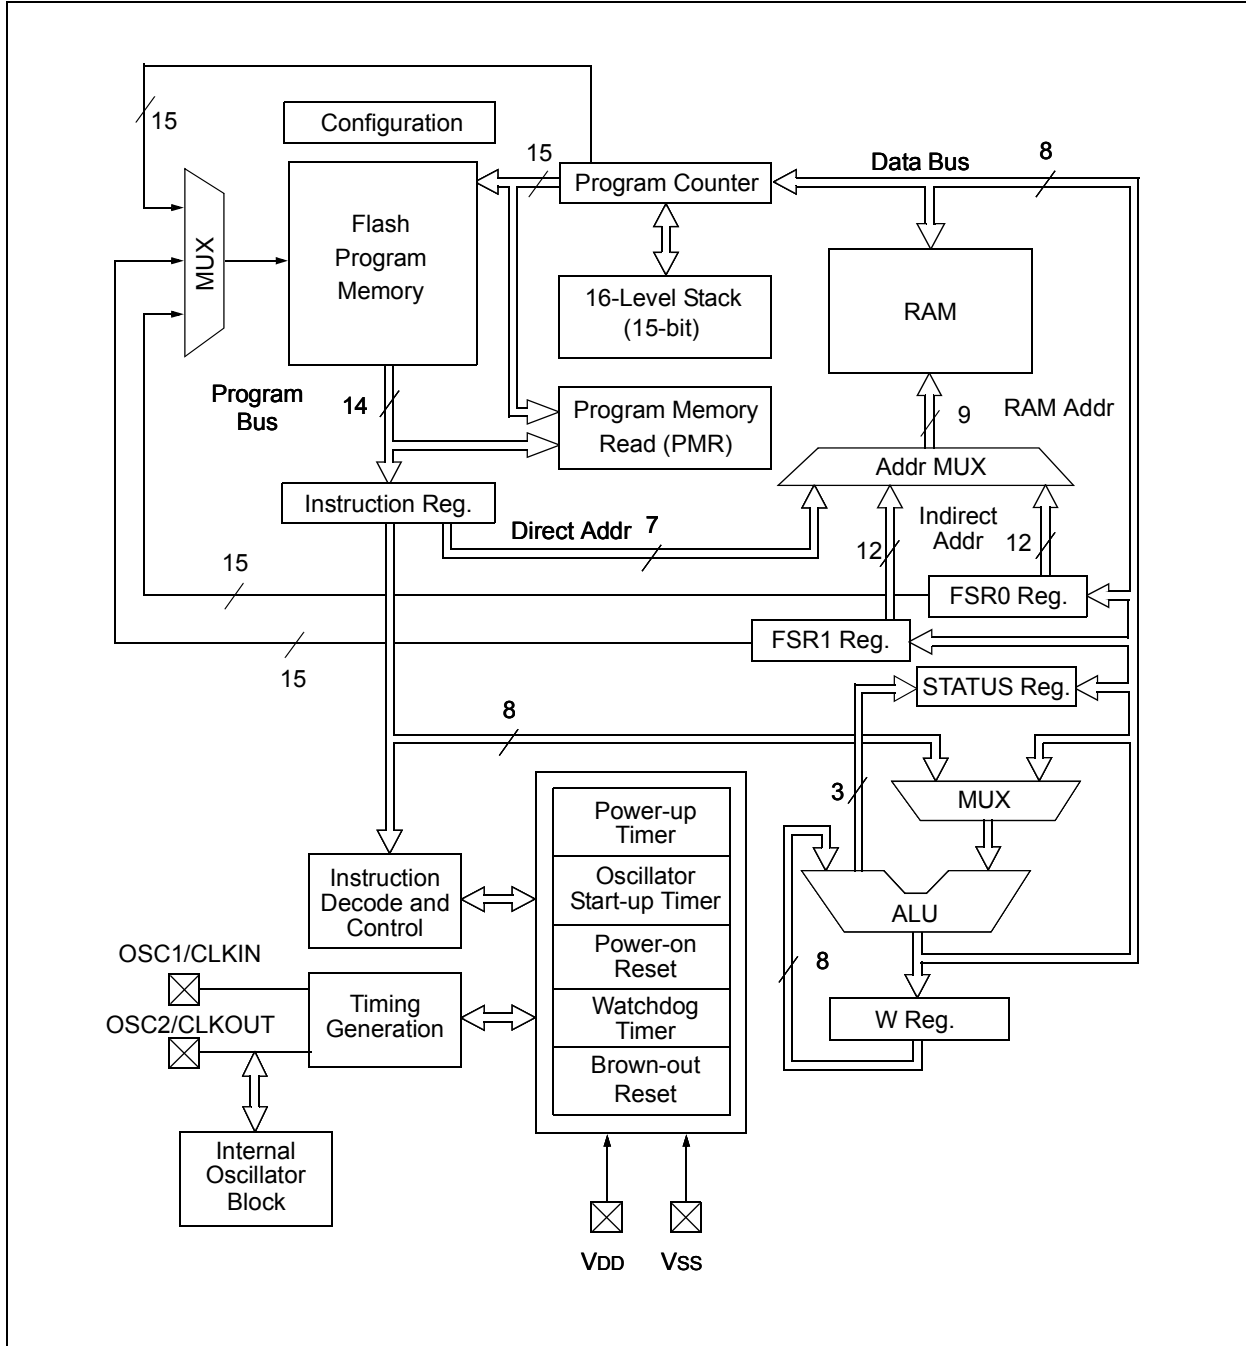 15
Configuration
15
Program Counter
Data Bus
8
MUX
Flash
Program
Memory
16-Level Stack
(15-bit)
RAM
Program
Bus
14
Program Memory
Read (PMR)
9
RAM Addr
Addr MUX
Instruction Reg.
Direct Addr
7
Indirect
Addr
12
12
15
FSR0 Reg.
FSR1 Reg.
15
STATUS Reg.
8
3
MUX
Power-up
Timer
Instruction
Decode and
Control
Oscillator
Start-up Timer
ALU
OSC1/CLKIN
Power-on
Reset
8
Timing
Generation
OSC2/CLKOUT
Watchdog
Timer
W Reg.
Brown-out
Reset
Internal
Oscillator
Block
VDD
VSS